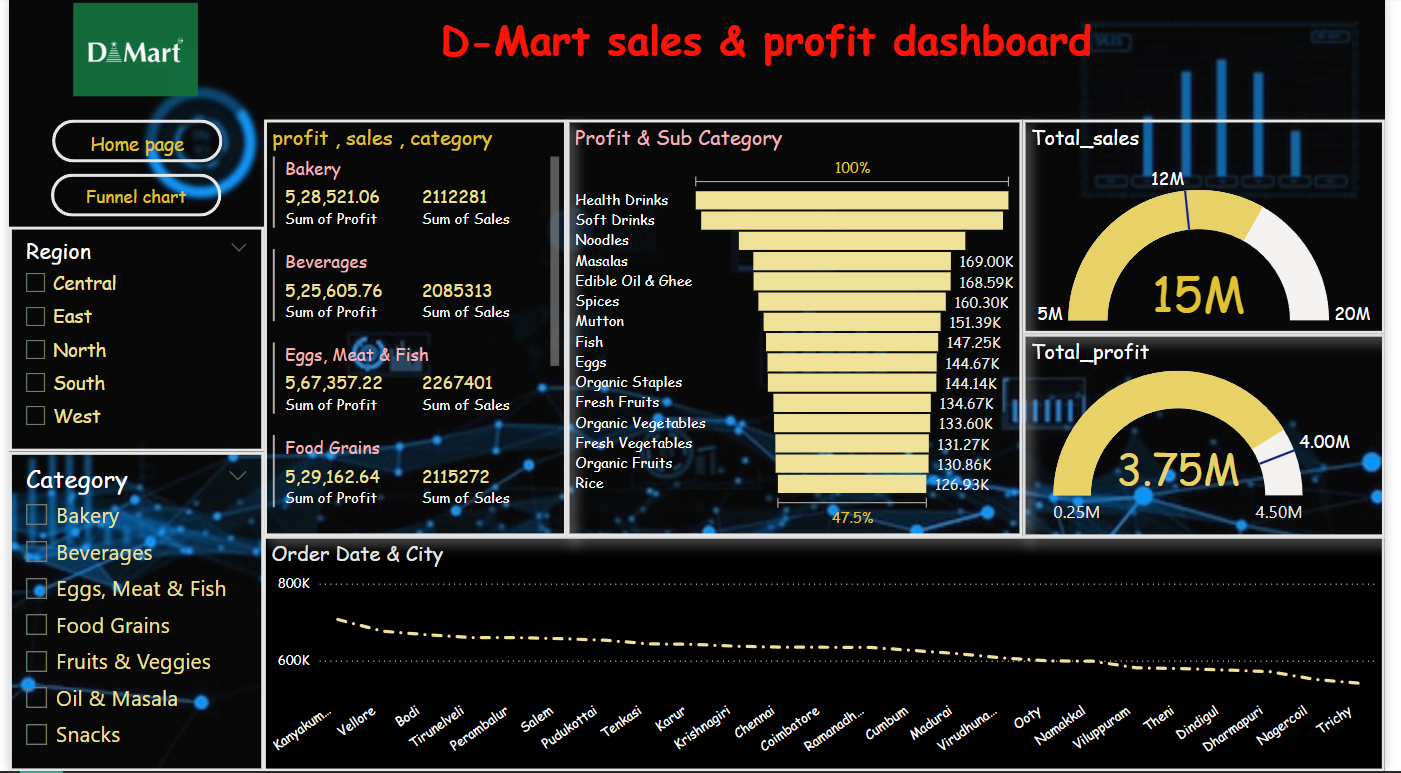 D-Mart sales & profit dashboard
D Mart
Home page
Funnel chart
Region
Central
East
North
South
West
Category
Bakery
Beverages
Eggs, Meat & Fish
Food Grains
Fruits & Veggies
Oil & Masala
Snacks
profit , sales , category
Bakery
5,28,521.06 2112281
Sum of Profit Sum of Sales
Beverages
5,25,605.76 2085313
Sum of Profit Sum of Sales
Eggs, Meat & Fish
5,67,357.22 2267401
Sum of Profit Sum of Sales
Food Grains
5,29,162.64 2115272
Sum of Profit Sum of Sales
Profit & Sub Category
100%
Health Drinks
Soft Drinks
Noodles
Masalas 169.00K
Edible Oil & Ghee 168.59K
Spices 160.30K
Mutton 151.39K
Fish 147.25K
Eggs 144.67K
Organic Staples 144.14K
Fresh Fruits 134.67K
Organic Vegetables 133.60K
Fresh Vegetables 131.27K
Organic Fruits 130.86K
Rice 126.93K
47.5%
Total_sales
12M
15M
5M 20M
Total_profit
4.00M
3.75M
0.25M 4.50M
Order Date & City
800K
600K
Kanyakum... Vellore Bodi Tirunelveli Perambalur Salem Pudukottai Tenkasi Karur Krishnagiri Chennai Coimbatore Ramanadh... Cumbum Madurai Virudhuna... Ooty Namakkal Viluppuram Theni Dindigul Dharmapuri Nagercoil Trichy